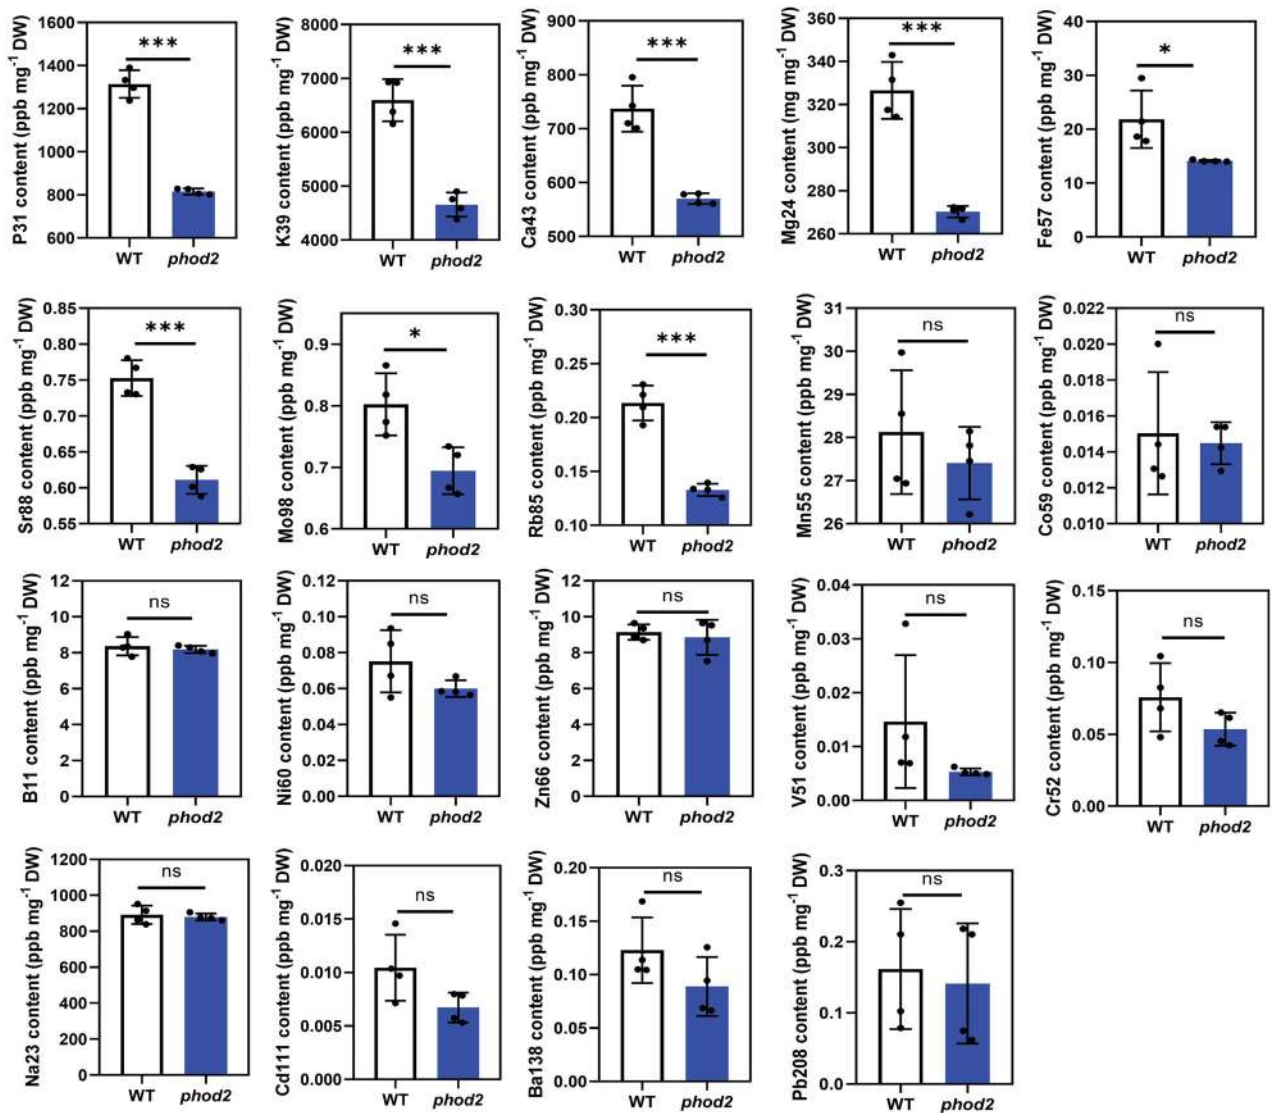 P31 content (ppb mg⁻¹ DW)
1600
1400
1200
1000
800
600
***
WT
phod2
K39 content (ppb mg⁻¹ DW)
8000
7000
6000
5000
4000
***
WT
phod2
Ca43 content (ppb mg⁻¹ DW)
900
800
700
600
500
***
WT
phod2
Mg24 content (mg mg⁻¹ DW)
360
340
320
300
280
260
***
WT
phod2
Fe57 content (ppb mg⁻¹ DW)
40
30
20
10
0
*
WT
phod2
Sr88 content (ppb mg⁻¹ DW)
0.85
0.80
0.75
0.70
0.65
0.60
0.55
***
WT
phod2
Mo98 content (ppb mg⁻¹ DW)
0.9
0.8
0.7
0.6
*
WT
phod2
Rb85 content (ppb mg⁻¹ DW)
0.30
0.25
0.20
0.15
0.10
***
WT
phod2
Mn55 content (ppb mg⁻¹ DW)
31
30
29
28
27
26
ns
WT
phod2
Co59 content (ppb mg⁻¹ DW)
0.022
0.020
0.018
0.016
0.014
0.012
0.010
ns
WT
phod2
B11 content (ppb mg⁻¹ DW)
12
10
8
6
4
2
0
ns
WT
phod2
Ni60 content (ppb mg⁻¹ DW)
0.12
0.10
0.08
0.06
0.04
0.02
0.00
ns
WT
phod2
Zn66 content (ppb mg⁻¹ DW)
12
10
8
6
4
2
0
ns
WT
phod2
V51 content (ppb mg⁻¹ DW)
0.04
0.03
0.02
0.01
0.00
ns
WT
phod2
Cr52 content (ppb mg⁻¹ DW)
0.15
0.10
0.05
0.00
ns
WT
phod2
Na23 content (ppb mg⁻¹ DW)
1200
1000
800
600
400
200
0
ns
WT
phod2
Cd111 content (ppb mg⁻¹ DW)
0.020
0.015
0.010
0.005
0.000
ns
WT
phod2
Ba138 content (ppb mg⁻¹ DW)
0.20
0.15
0.10
0.05
0.00
ns
WT
phod2
Pb208 content (ppb mg⁻¹ DW)
0.3
0.2
0.1
0.0
ns
WT
phod2